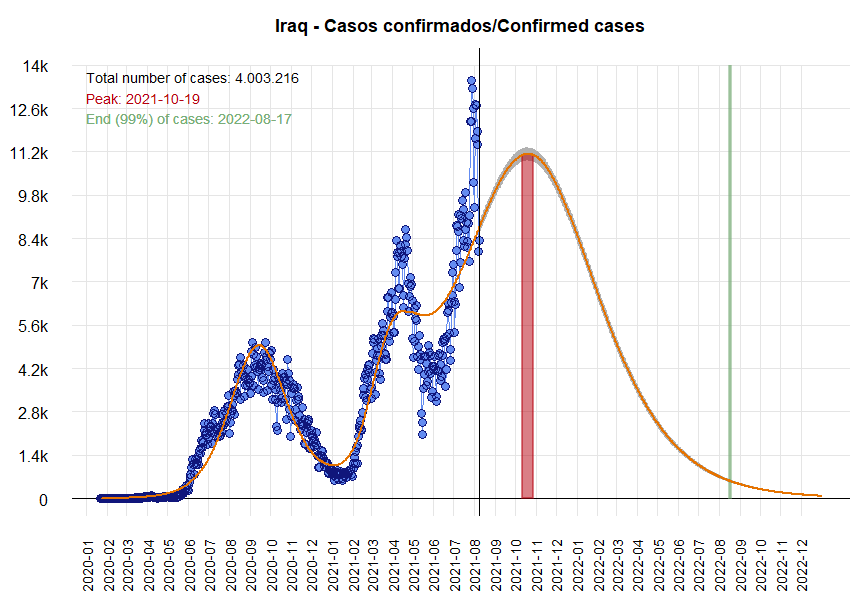 Iraq - Casos confirmados/Confirmed cases
14k
Total number of cases: 4.003.216
Peak: 2021-10-19
End (99%) of cases: 2022-08-17
12.6k
11.2k
9.8k
8.4k
7k
5.6k
4.2k
2.8k
1.4k
0
2020-01
2020-02
2020-03
2020-04
2020-05
2020-06
2020-07
2020-08
2020-09
2020-10
2020-11
2020-12
2021-01
2021-02
2021-03
2021-04
2021-05
2021-06
2021-07
2021-08
2021-09
2021-10
2021-11
2021-12
2022-01
2022-02
2022-03
2022-04
2022-05
2022-06
2022-07
2022-08
2022-09
2022-10
2022-11
2022-12